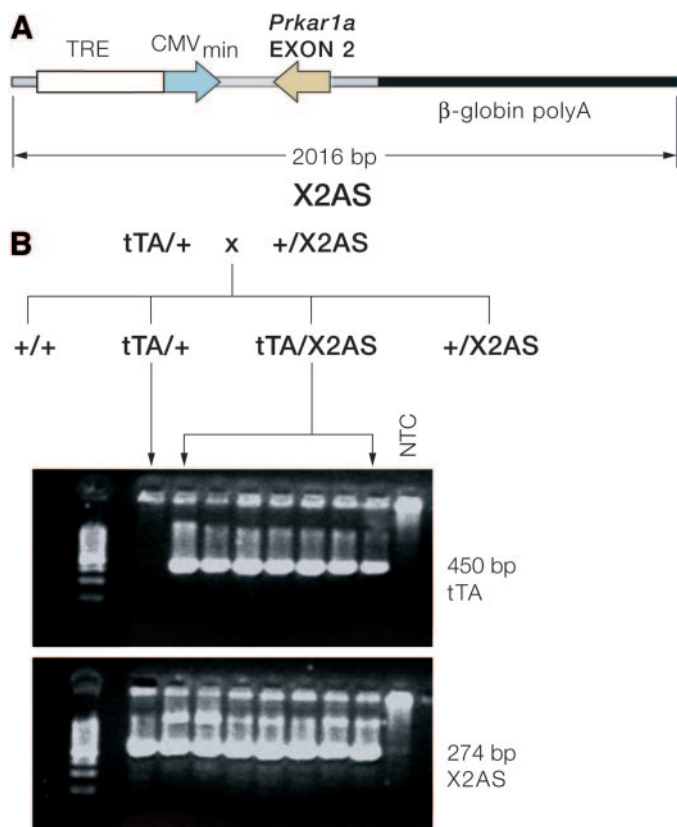 A
TRE
CMVmin
Prkar1a
EXON 2
β-globin polyA
2016 bp
X2AS
B
tTA/+ x +/X2AS
+/+ tTA/+ tTA/X2AS +/X2AS
NTC
450 bp
tTA
274 bp
X2AS